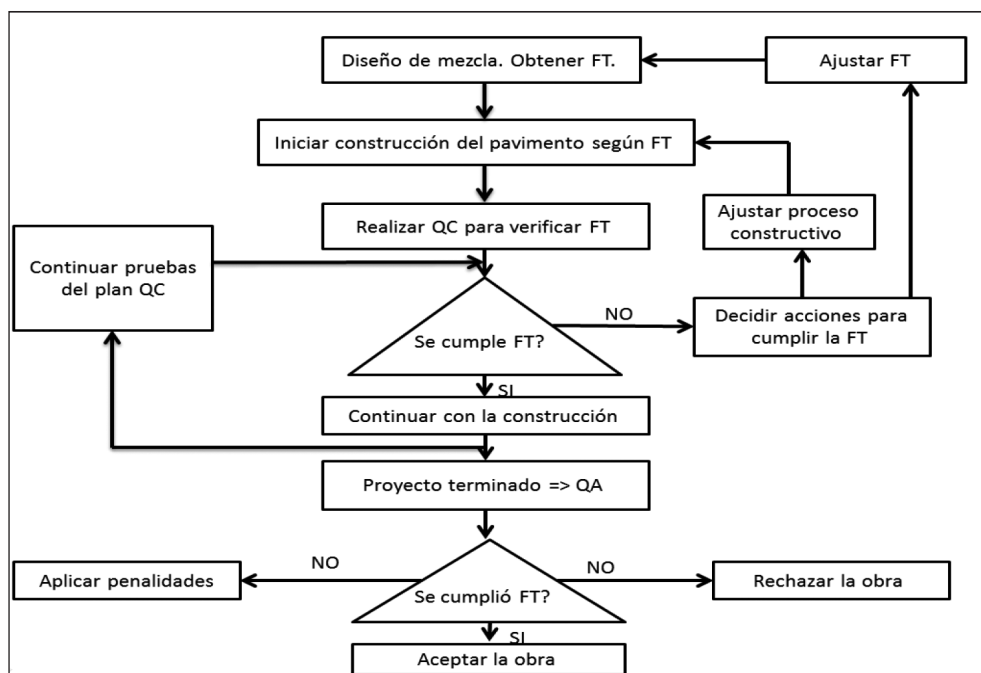 Diseño de mezcla. Obtener FT.
Ajustar FT
Iniciar construcción del pavimento según FT
Realizar QC para verificar FT
Ajustar proceso
constructivo
Continuar pruebas
del plan QC
Se cumple FT?
NO
Decidir acciones para
cumplir la FT
SI
Continuar con la construcción
Proyecto terminado => QA
Aplicar penalidades
NO
Se cumplió FT?
NO
Rechazar la obra
SI
Aceptar la obra